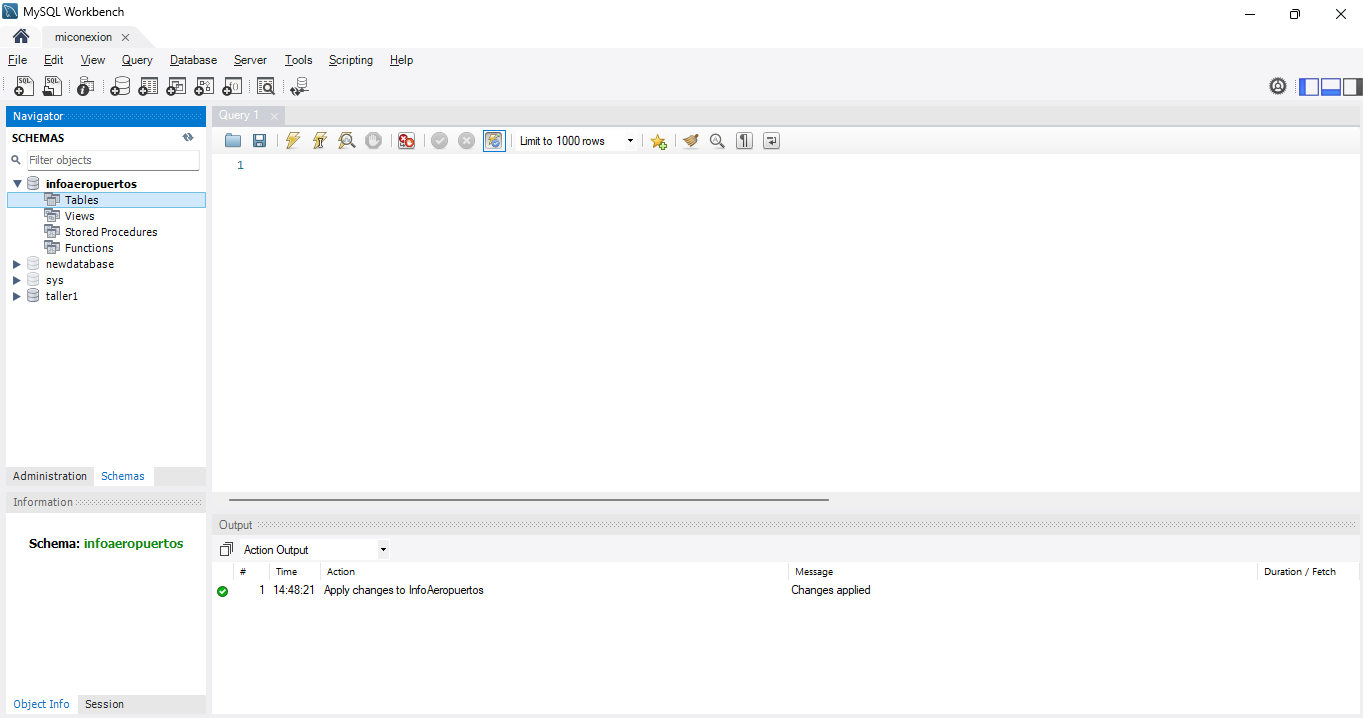 MySQL Workbench
miconexion
File Edit View Query Database Server Tools Scripting Help
Navigator
SCHEMAS
Filter objects
infoaeropuertos
Tables
Views
Stored Procedures
Functions
newdatabase
sys
taller1
Administration Schemas
Information
Schema: infoaeropuertos
Object Info Session
Query 1
Limit to 1000 rows
1
Output
Action Output
# Time Action Message Duration / Fetch
1 14:48:21 Apply changes to InfoAeropuertos Changes applied